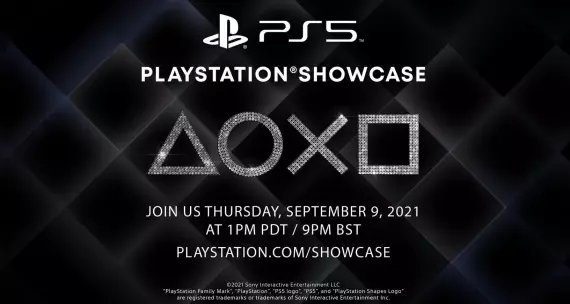 PS5™
PLAYSTATION®SHOWCASE
JOIN US THURSDAY, SEPTEMBER 9, 2021
AT 1PM PDT / 9PM BST
PLAYSTATION.COM/SHOWCASE
©2021 Sony Interactive Entertainment LLC
"PlayStation Family Mark", "PlayStation", "PS5 logo", "PS5", and "PlayStation Shapes Logo"
are registered trademarks or trademarks of Sony Interactive Entertainment Inc.